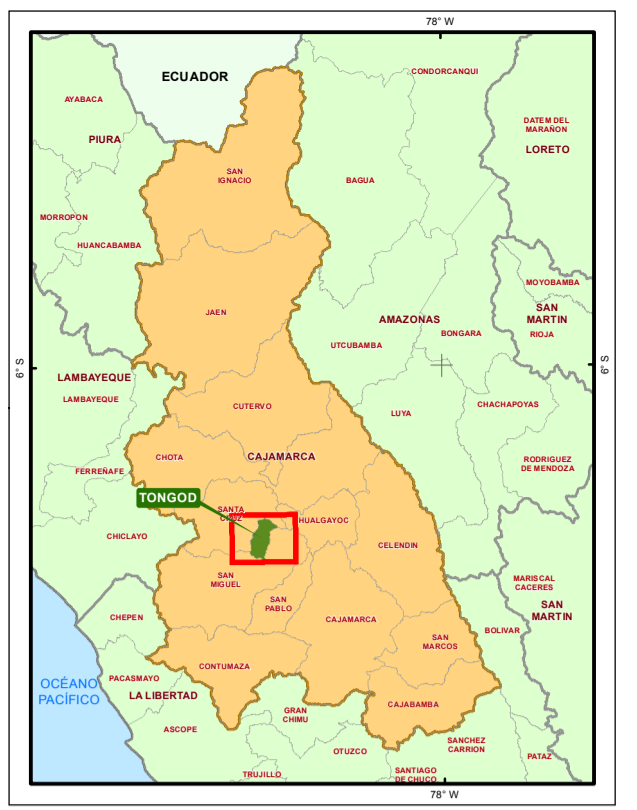 78° W
ECUADOR
CONDORCANQUI
AYABACA
DATEM DEL
MARAÑON
PIURA
LORETO
SAN
IGNACIO
BAGUA
MORROPON
HUANCABAMBA
MOYOBAMBA
SAN
MARTIN
JAEN
AMAZONAS
BONGARA
RIOJA
UTCUBAMBA
6° S
6° S
LAMBAYEQUE
LAMBAYEQUE
CUTERVO
LUYA
CHACHAPOYAS
CHOTA
CAJAMARCA
FERREÑAFE
RODRIGUEZ
DE MENDOZA
TONGOD
SANTA
CRUZ
HUALGAYOC
CHICLAYO
CELENDIN
SAN
MIGUEL
MARISCAL
CACERES
SAN
PABLO
SAN
MARTIN
CHEPEN
CAJAMARCA
BOLIVAR
SAN
MARCOS
CONTUMAZA
OCÉANO
PACÍFICO
PACASMAYO
LA LIBERTAD
CAJABAMBA
GRAN
CHIMU
ASCOPE
SANCHEZ
CARRION
OTUZCO
PATAZ
TRUJILLO
SANTIAGO
DE CHUCO
78° W